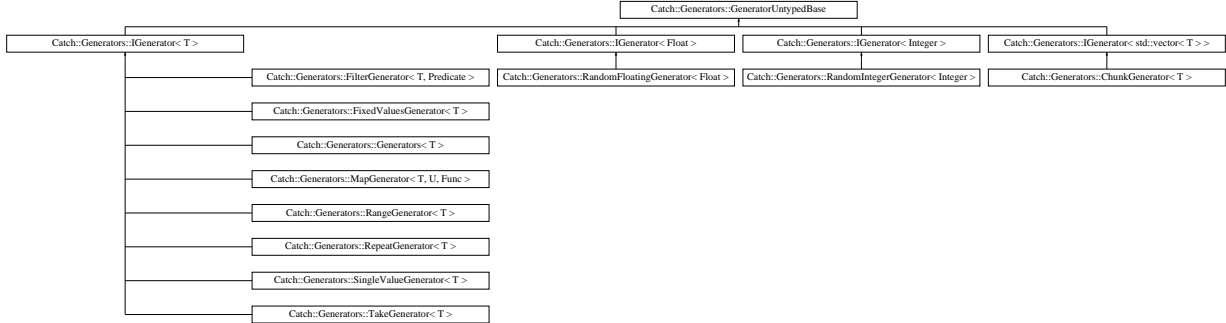 Catch::Generators::GeneratorUntypedBase
Catch::Generators::IGenerator< T >
Catch::Generators::IGenerator< Float >
Catch::Generators::IGenerator< Integer >
Catch::Generators::IGenerator< std::vector< T > >
Catch::Generators::FilterGenerator< T, Predicate >
Catch::Generators::RandomFloatingGenerator< Float >
Catch::Generators::RandomIntegerGenerator< Integer >
Catch::Generators::ChunkGenerator< T >
Catch::Generators::FixedValuesGenerator< T >
Catch::Generators::Generators< T >
Catch::Generators::MapGenerator< T, U, Func >
Catch::Generators::RangeGenerator< T >
Catch::Generators::RepeatGenerator< T >
Catch::Generators::SingleValueGenerator< T >
Catch::Generators::TakeGenerator< T >